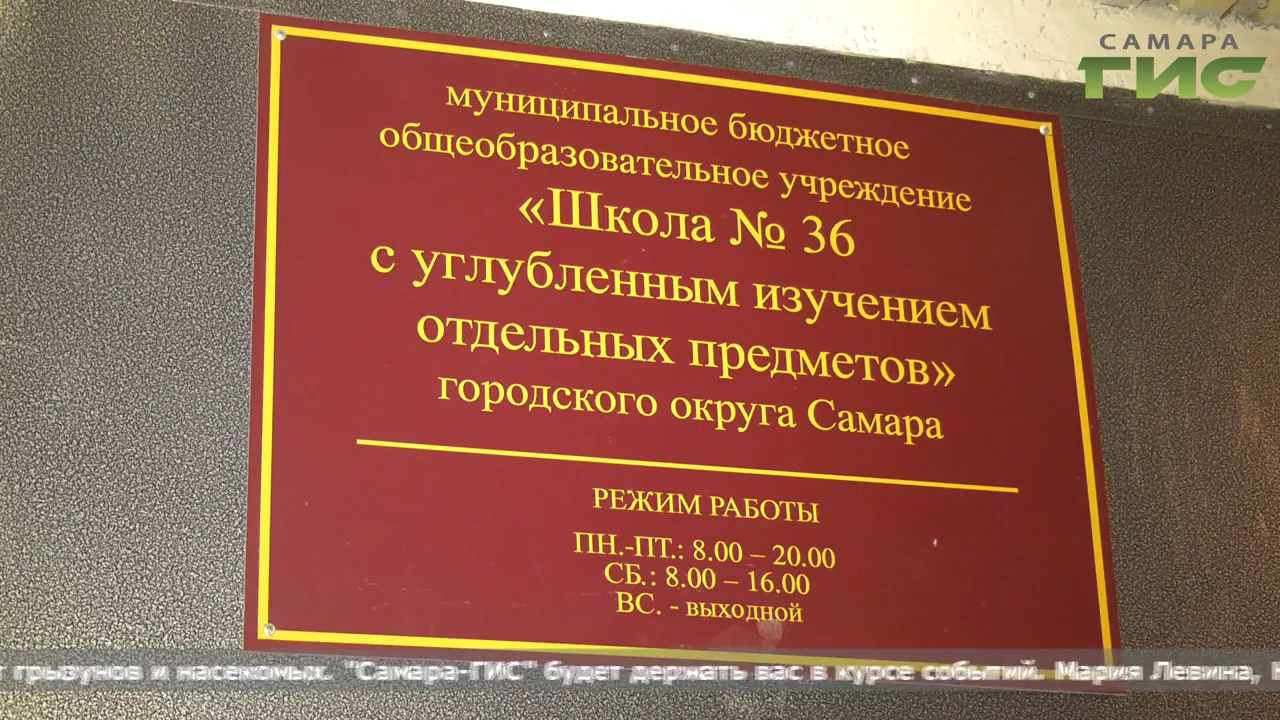 САМАРА
ГИС
муниципальное бюджетное
общеобразовательное учреждение
«Школа № 36
с углубленным изучением
отдельных предметов»
городского округа Самара
РЕЖИМ РАБОТЫ
ПН.-ПТ.: 8.00 – 20.00
СБ.: 8.00 – 16.00
ВС. - выходной
грызунов и насекомых. "Самара-ГИС" будет держать вас в курсе событий. Мария Левина,